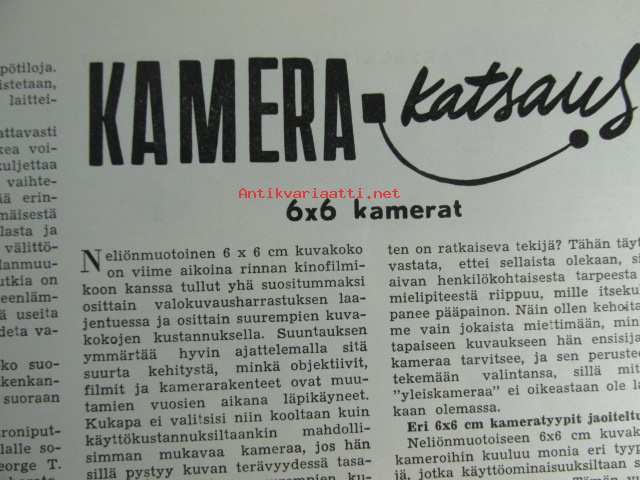 pötiloja.
istetaan,
laittei-
attavasti
kea voi-
kuljettaa
vaihte-
ä erin-
mäisestä
lasta ja
välittö-
lanmuu-
utkia on
eenläm-
ä useita
deta va-
ko suo-
kenkan-
suoraan
roniput-
lalle so-
eorge T.
KAMERA katsaus
Antikvariaatti.net
6x6 kamerat
Neliönmuotoinen 6 x 6 cm kuvakoko
on viime aikoina rinnan kinofilmi-
koon kanssa tullut yhä suositummaksi
osittain valokuvausharrastuksen laa-
jentuessa ja osittain suurempien kuva-
kokojen kustannuksella. Suuntauksen
ymmärtää hyvin ajattelemalla sitä
suurta kehitystä, minkä objektiivit,
filmit ja kamerarakenteet ovat muu-
tamien vuosien aikana läpikäyneet.
Kukapa ei valitsisi niin kooltaan kuin
käyttökustannuksiltaankin mahdolli-
simman mukavaa kameraa, jos hän
sillä pystyy kuvan terävyydessä tasa-
ten on ratkaiseva tekijä? Tähän täyt
vastata, ettei sellaista olekaan, si
aivan henkilökohtaisesta tarpeesta
mielipiteestä riippuu, mille itsekul
panee pääpainon. Näin ollen kehoita
me vain jokaista miettimään, min
tapaiseen kuvaukseen hän ensisija
kameraa tarvitsee, ja sen perustee
tekemään valintansa, sillä mit
"yleiskameraa" ei oikeastaan ole la
kaan olemassa.
Eri 6x6 cm kameratyypit jaoteltu
Neliönmuotoiseen 6x6 cm kuvak
kameroihin kuuluu monia eri tyyp
jä, jotka käyttöominaisuuksiltaan s